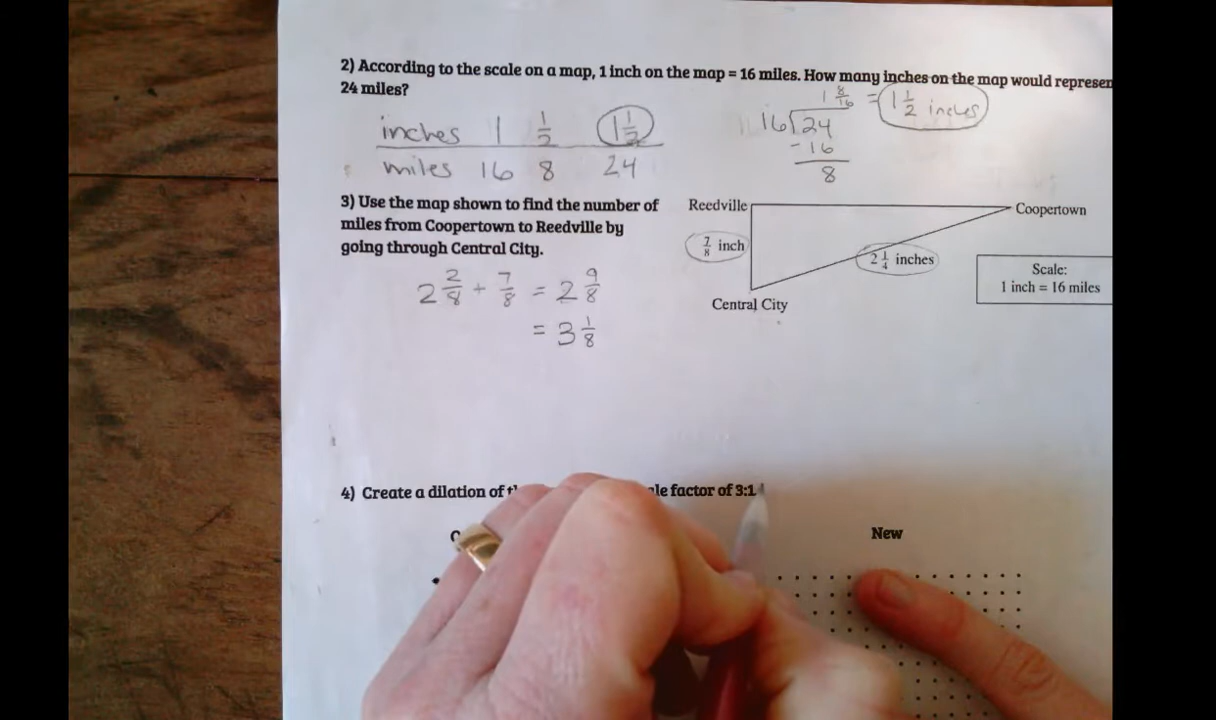 2) According to the scale on a map, 1 inch on the map = 16 miles. How many inches on the map would represen
24 miles?
inches 1 1/2 1 1/2
miles 16 8 24
1 8/16 = 1 1/2 inches
16)24
-16
8
3) Use the map shown to find the number of
miles from Coopertown to Reedville by
going through Central City.
Reedville
Coopertown
7/8 inch
2 1/4 inches
Central City
Scale:
1 inch = 16 miles
2 2/8 + 7/8 = 2 9/8
= 3 1/8
4) Create a dilation of factor of 3:1
New